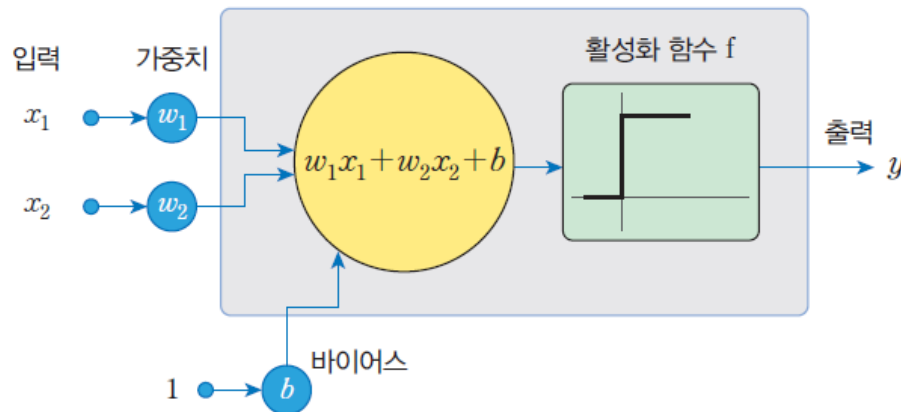 입력 가중치 활성화 함수 f
x₁ w₁
w₁x₁+w₂x₂+b
출력
y
x₂ w₂
바이어스
1 b